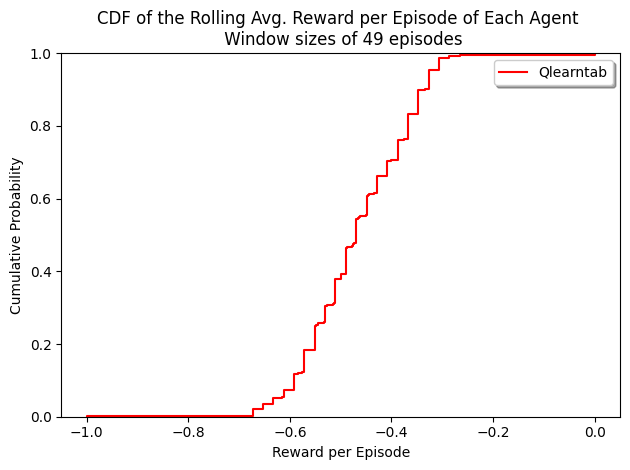 CDF of the Rolling Avg. Reward per Episode of Each Agent
Window sizes of 49 episodes
Qlearntab
1.0
0.8
0.6
0.4
0.2
0.0
Cumulative Probability
−1.0 −0.8 −0.6 −0.4 −0.2 0.0
Reward per Episode